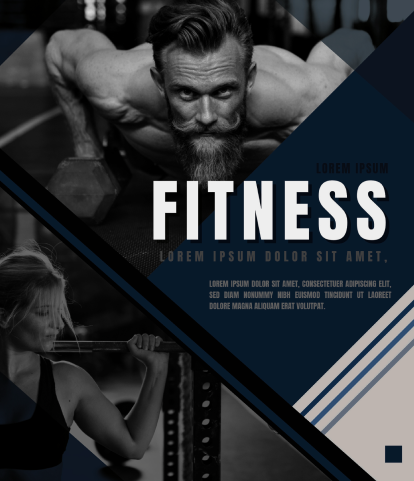 LOREM IPSUM
FITNESS
LOREM IPSUM DOLOR SIT AMET,
LOREM IPSUM DOLOR SIT AMET, CONSECTETUER ADIPISCING ELIT,
SED DIAM NONUMMY NIBH EUISMOD TINCIDUNT UT LAOREET
DOLORE MAGNA ALIQUAM ERAT VOLUTPAT.